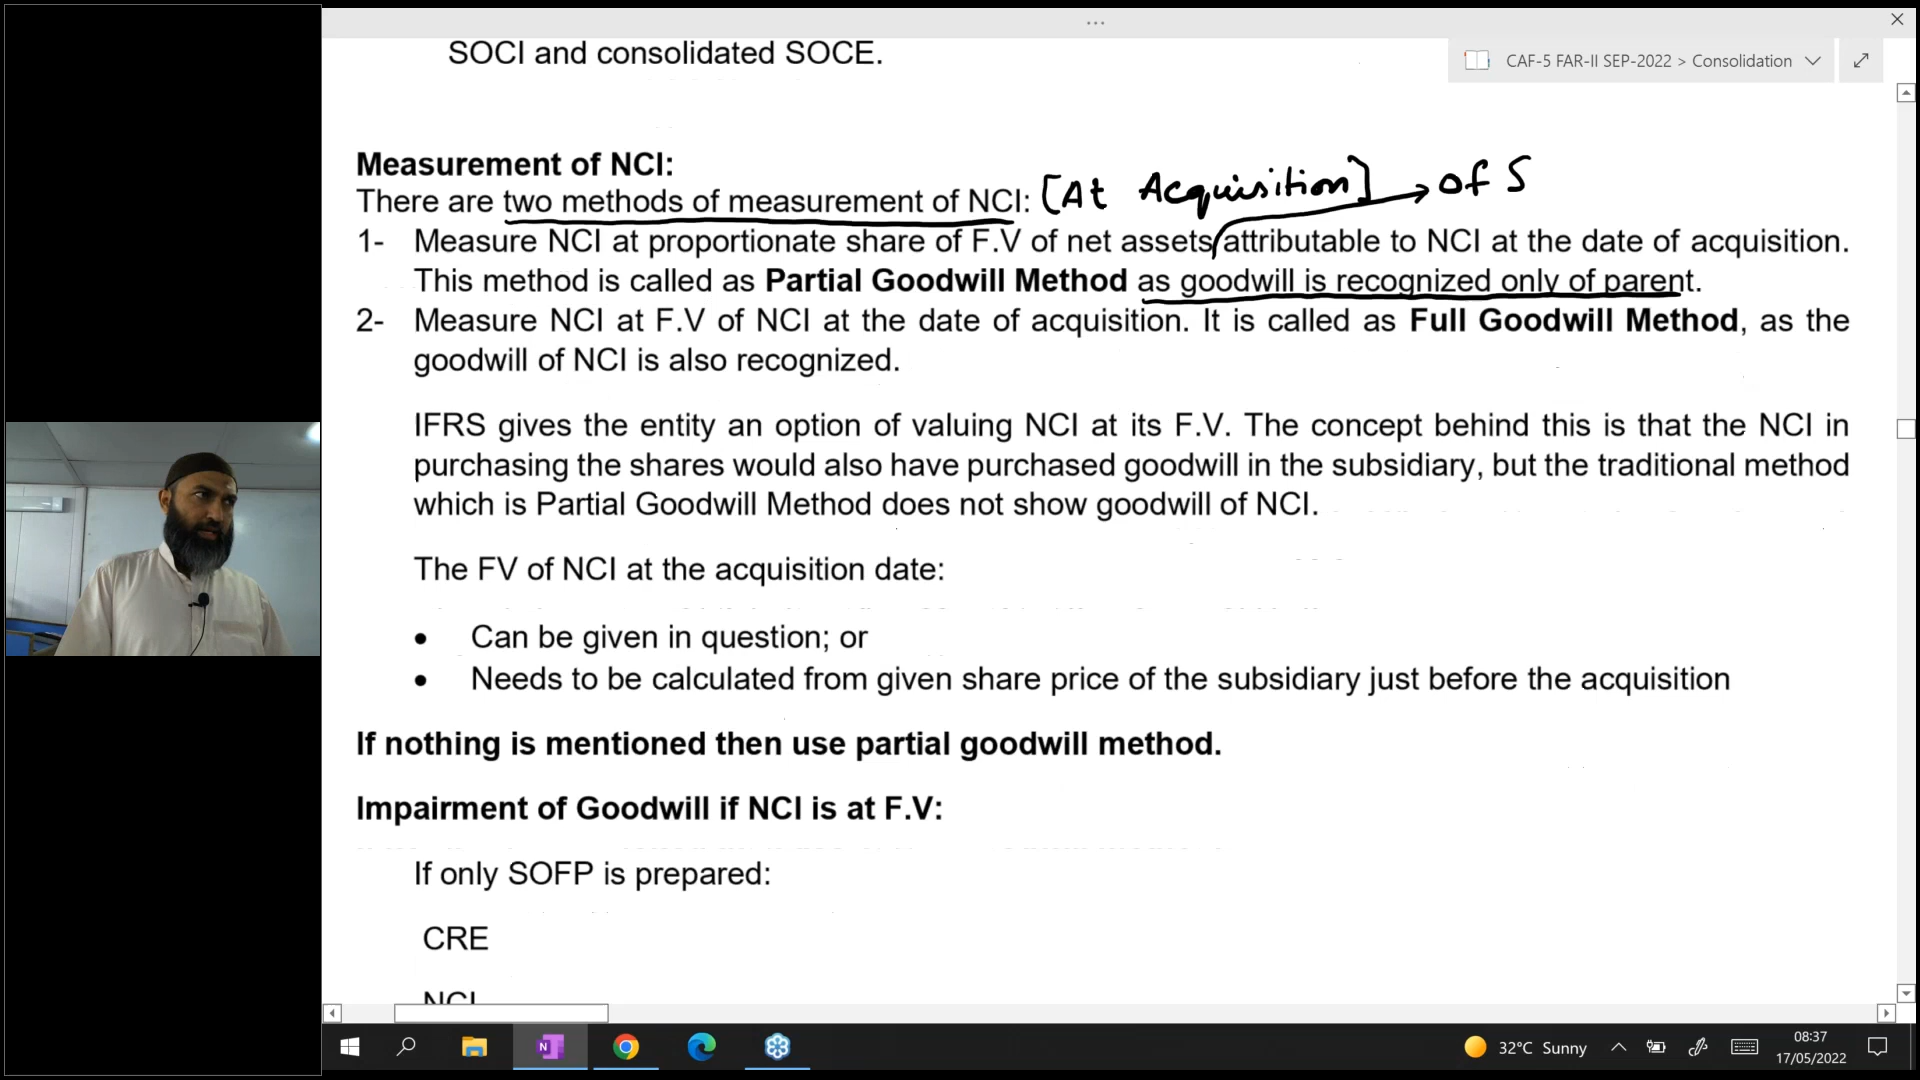 SOCI and consolidated SOCE.
CAF-5 FAR-II SEP-2022 > Consolidation
Measurement of NCI:
There are two methods of measurement of NCI: [At Acquisition] of S
1- Measure NCI at proportionate share of F.V of net assets attributable to NCI at the date of acquisition.
This method is called as Partial Goodwill Method as goodwill is recognized only of parent.
2- Measure NCI at F.V of NCI at the date of acquisition. It is called as Full Goodwill Method, as the
goodwill of NCI is also recognized.
IFRS gives the entity an option of valuing NCI at its F.V. The concept behind this is that the NCI in
purchasing the shares would also have purchased goodwill in the subsidiary, but the traditional method
which is Partial Goodwill Method does not show goodwill of NCI.
The FV of NCI at the acquisition date:
• Can be given in question; or
• Needs to be calculated from given share price of the subsidiary just before the acquisition
If nothing is mentioned then use partial goodwill method.
Impairment of Goodwill if NCI is at F.V:
If only SOFP is prepared:
CRE
NCI
32°C Sunny
08:37
17/05/2022